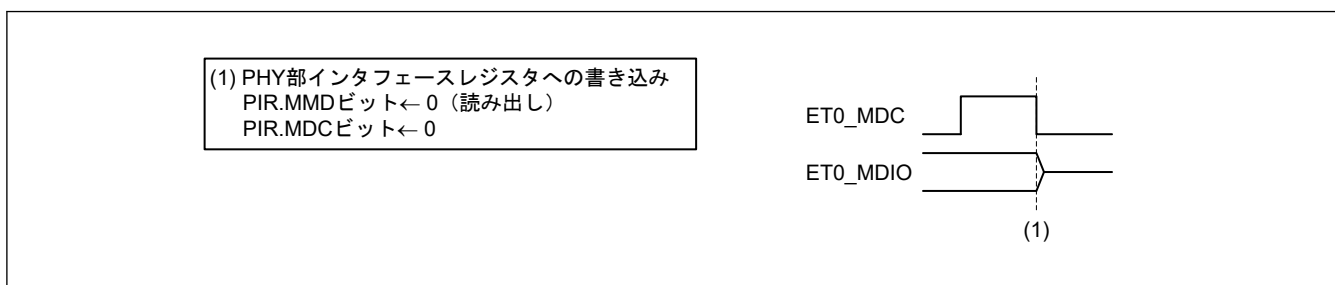 (1) PHY部インタフェースレジスタへの書き込み
PIR.MMDビット← 0（読み出し）
PIR.MDCビット← 0
ET0_MDC
ET0_MDIO
(1)